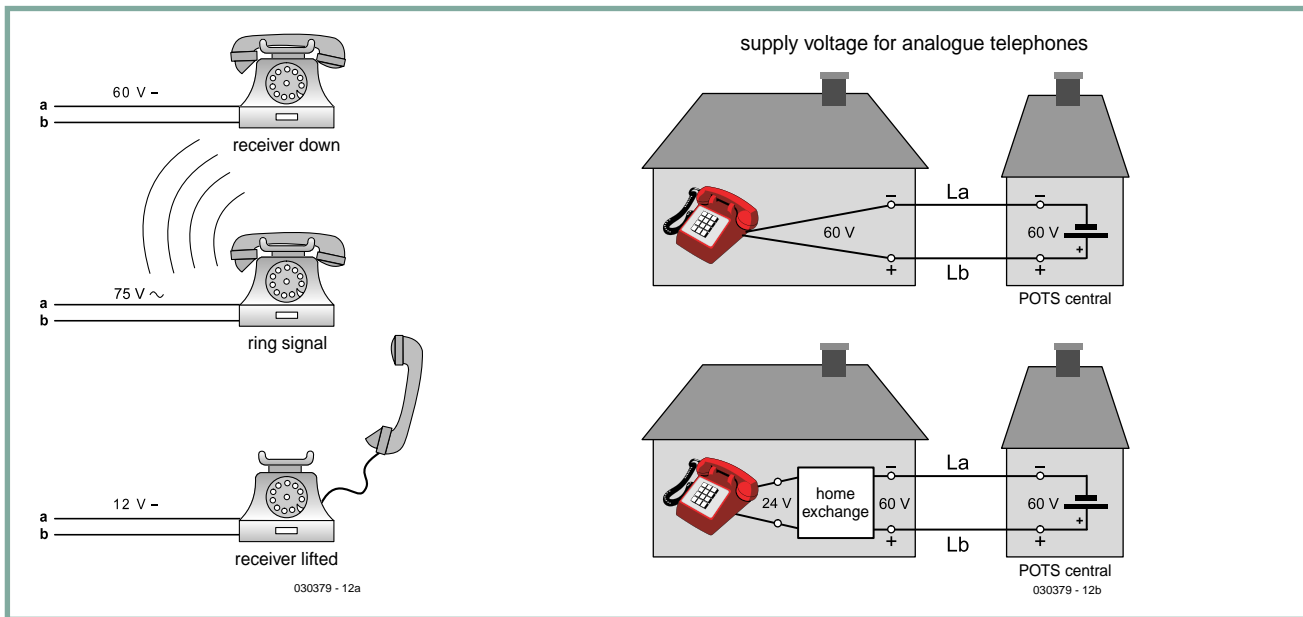 60 V –
a
b
receiver down
75 V ~
a
b
ring signal
12 V –
a
b
receiver lifted
030379 - 12a
supply voltage for analogue telephones
– La –
60 V 60 V
+
+ Lb +
POTS central
– La –
24 V home exchange 60 V 60 V
+
+ Lb +
POTS central
030379 - 12b